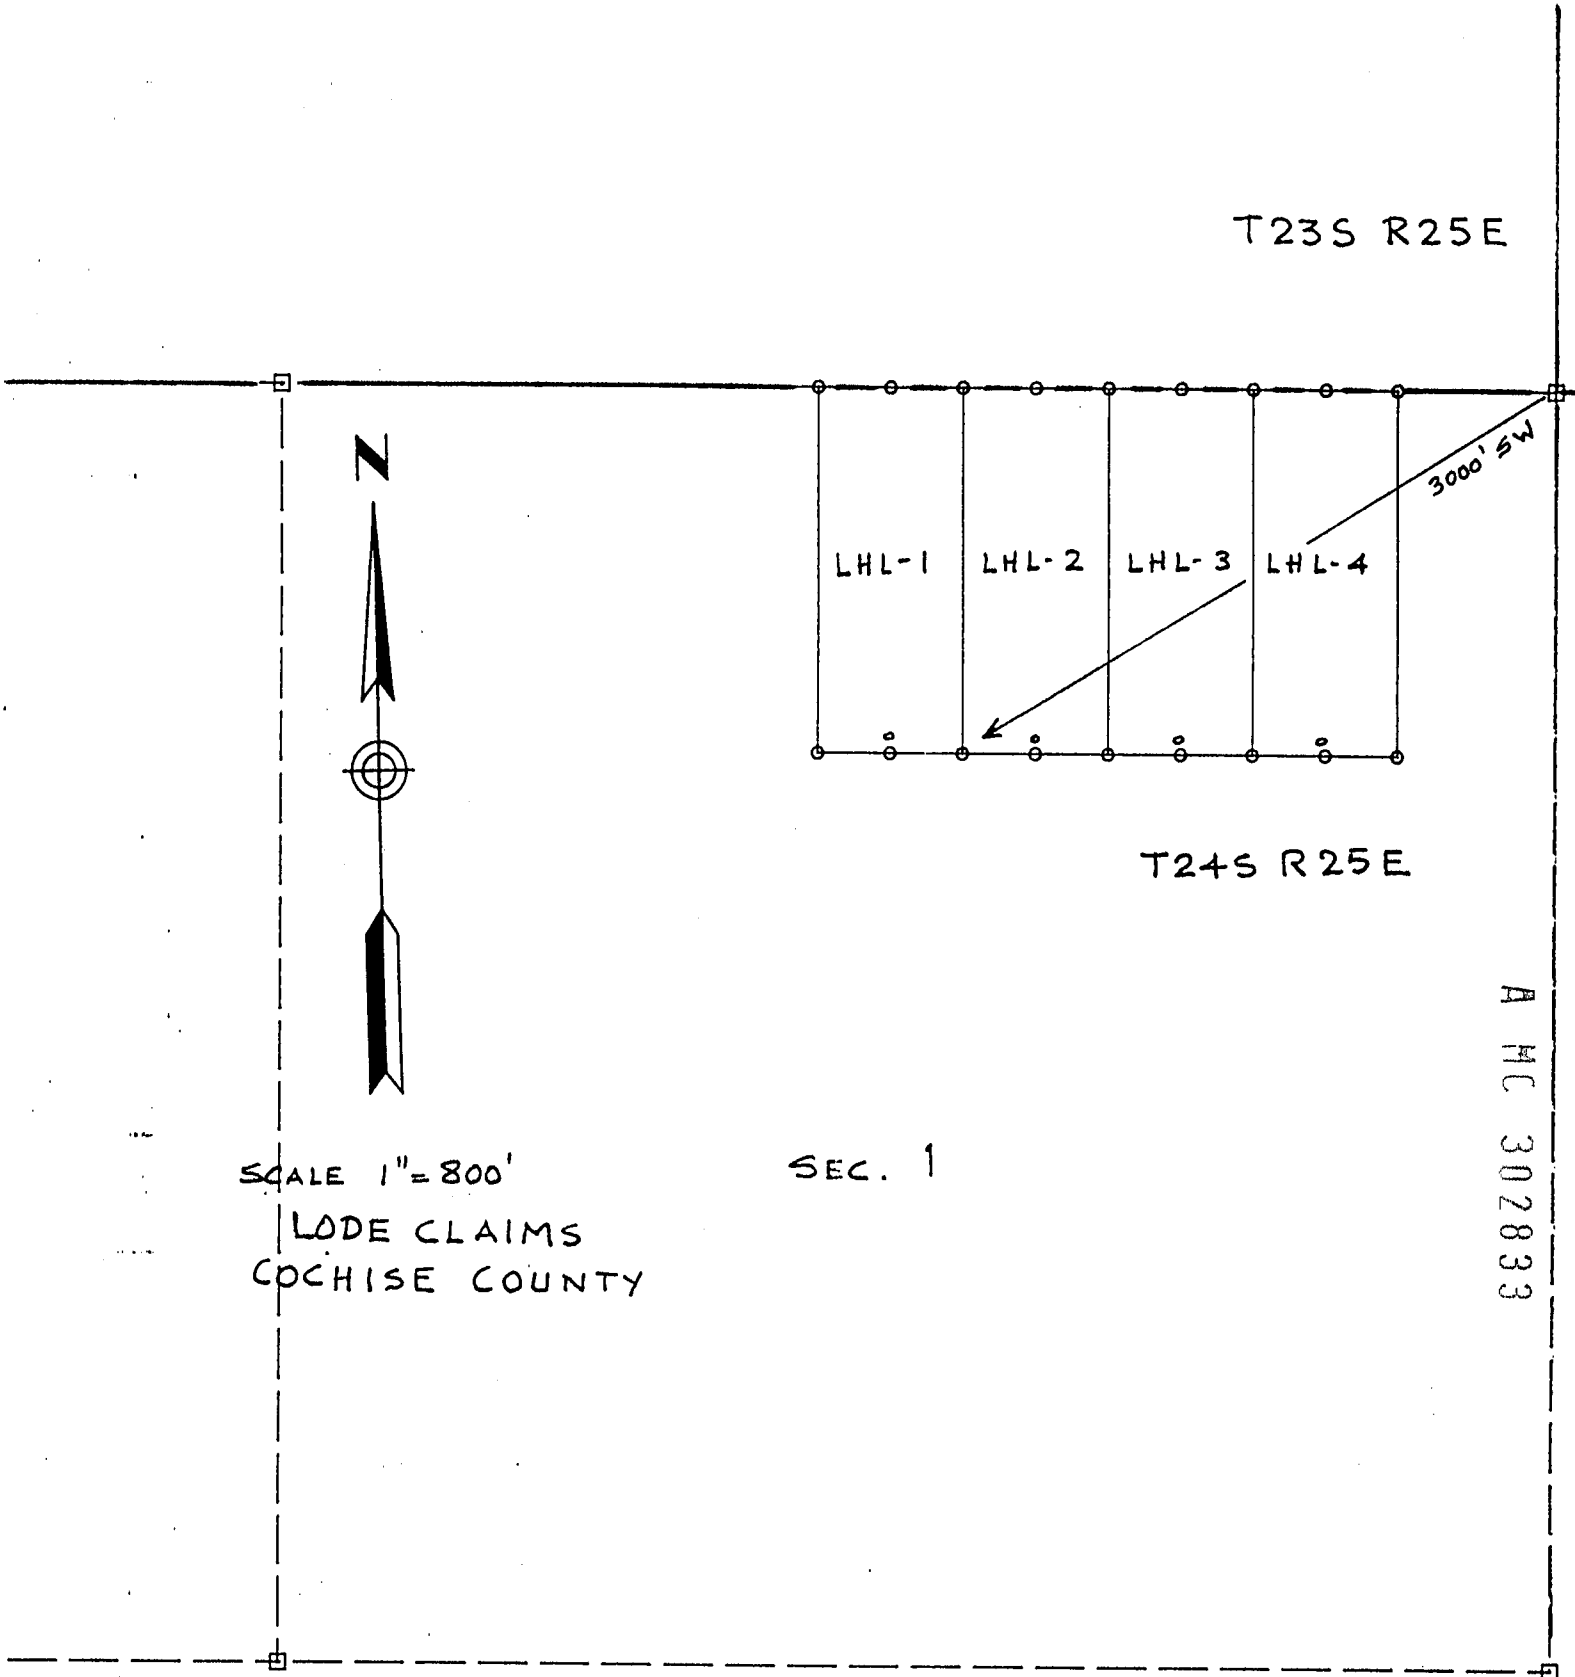 T23S R25E
N
3000' SW
LHL-1 LHL-2 LHL-3 LHL-4
T24S R25E
A MC 302833
SCALE 1"=800'
SEC. 1
LODE CLAIMS
COCHISE COUNTY